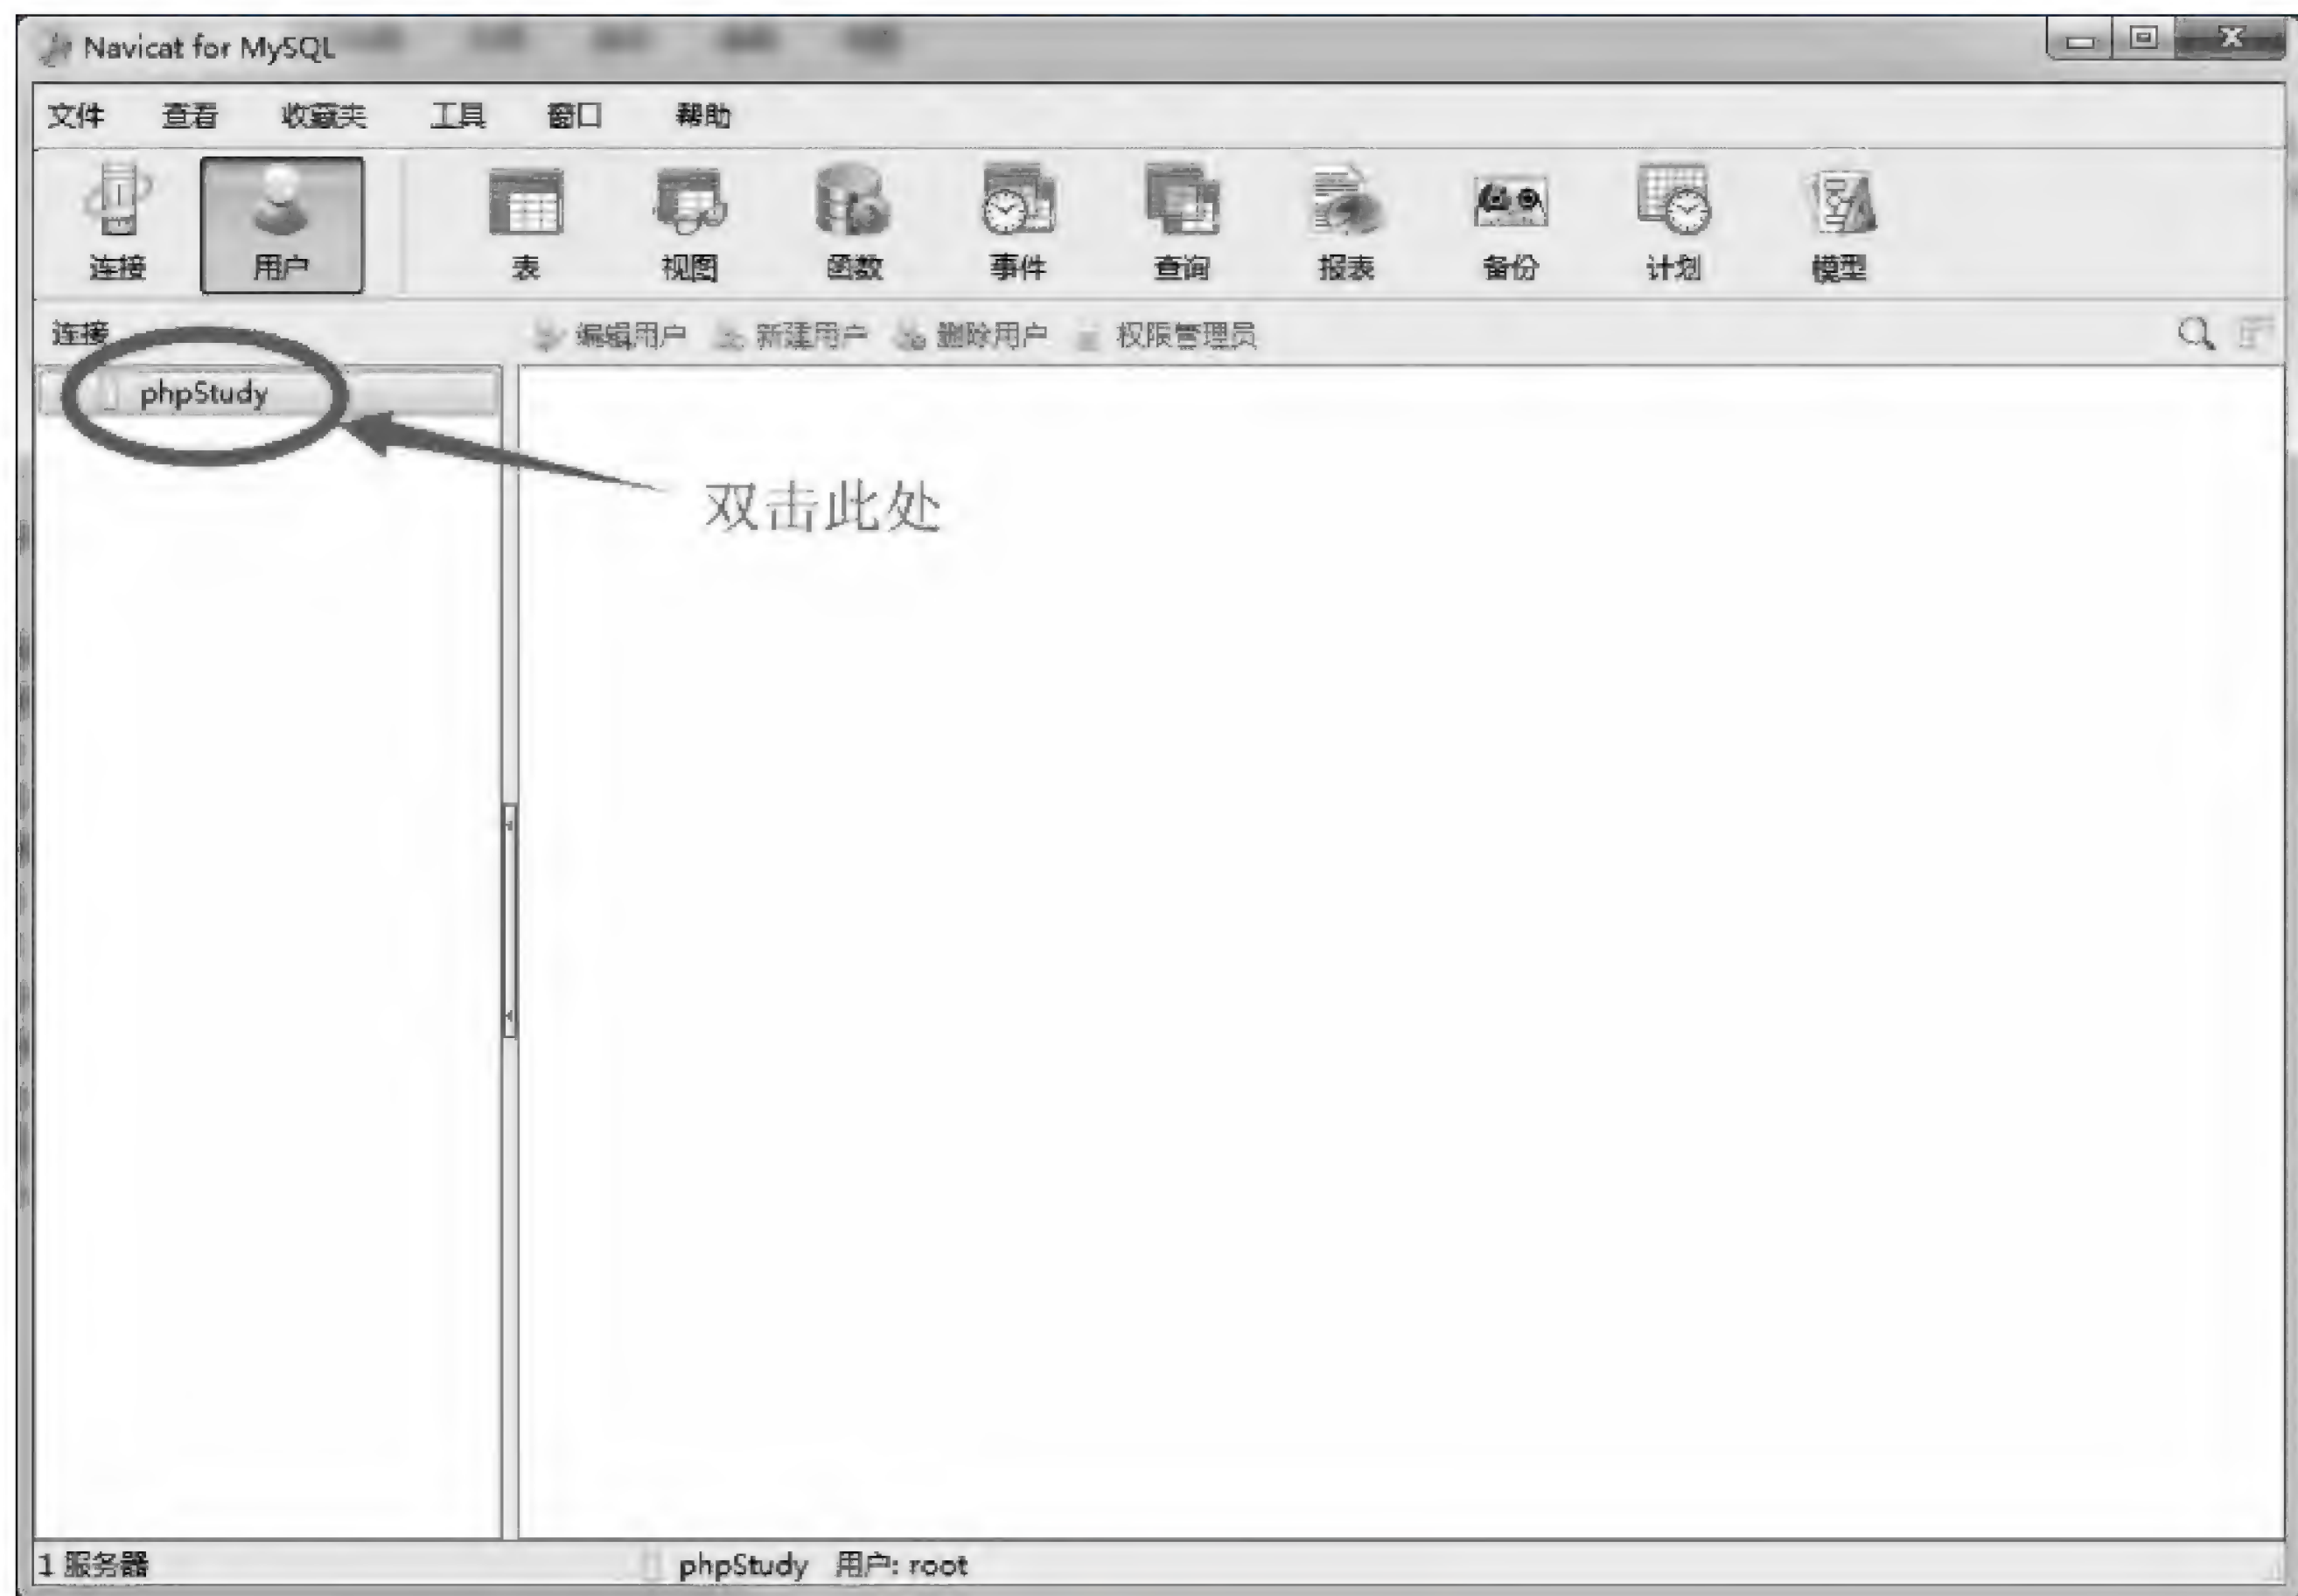 Navicat for MySQL
文件 查看 收藏夹 工具 窗口 帮助
连接 用户 表 视图 函数 事件 查询 报表 备份 计划 模型
连接 编辑用户 新建用户 删除用户 权限管理员
phpStudy
双击此处
1 服务器 phpStudy 用户: root